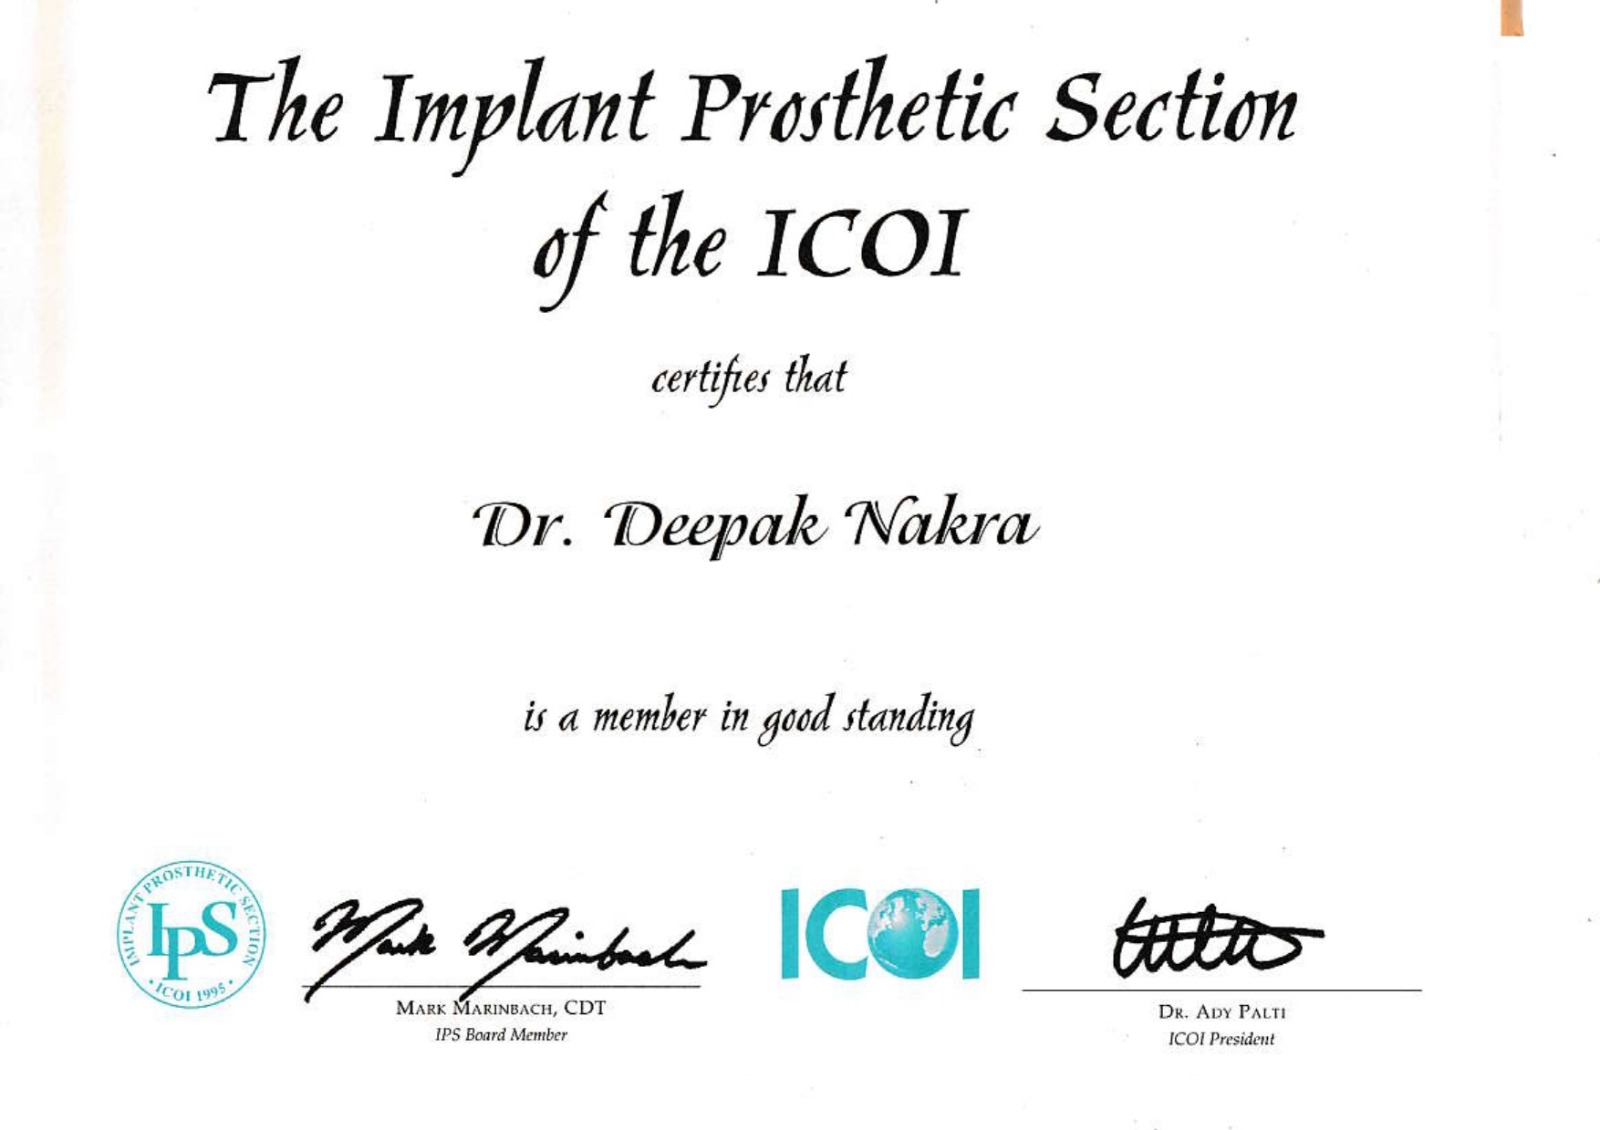 The Implant Prosthetic Section
of the ICOI
certifies that
Dr. Deepak Nakra
is a member in good standing
IMPLANT PROSTHETIC SECTION
IPS
· ICOI 1995 ·
Mark Marinbach
MARK MARINBACH, CDT
IPS Board Member
ICOI
DR. ADY PALTI
ICOI President